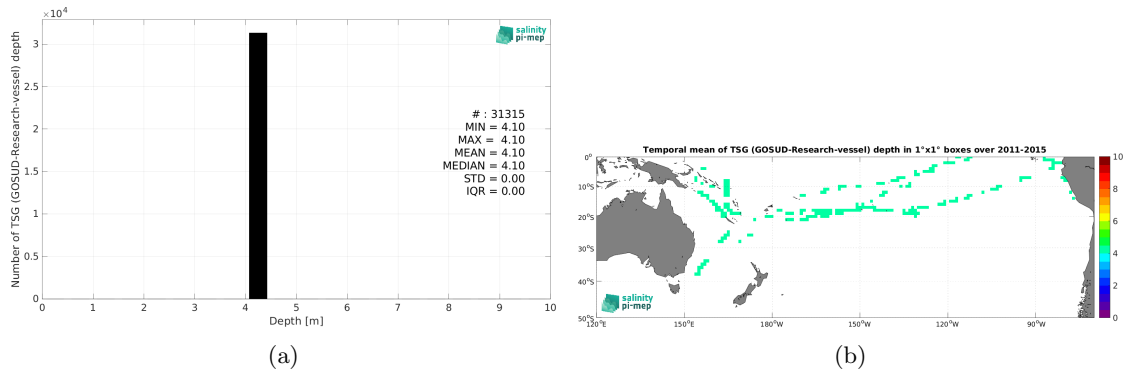 ×10⁴
Number of TSG (GOSUD-Research-vessel) depth
3
2.5
2
1.5
1
0.5
0
salinity
pi-mep
# : 31315
MIN = 4.10
MAX = 4.10
MEAN = 4.10
MEDIAN = 4.10
STD = 0.00
IQR = 0.00
0 1 2 3 4 5 6 7 8 9 10
Depth [m]
(a)
Temporal mean of TSG (GOSUD-Research-vessel) depth in 1°x1° boxes over 2011-2015
0°
10°S
20°S
30°S
40°S
50°S
120°E 150°E 180°W 150°W 120°W 90°W
salinity
pi-mep
10
8
6
4
2
0
(b)